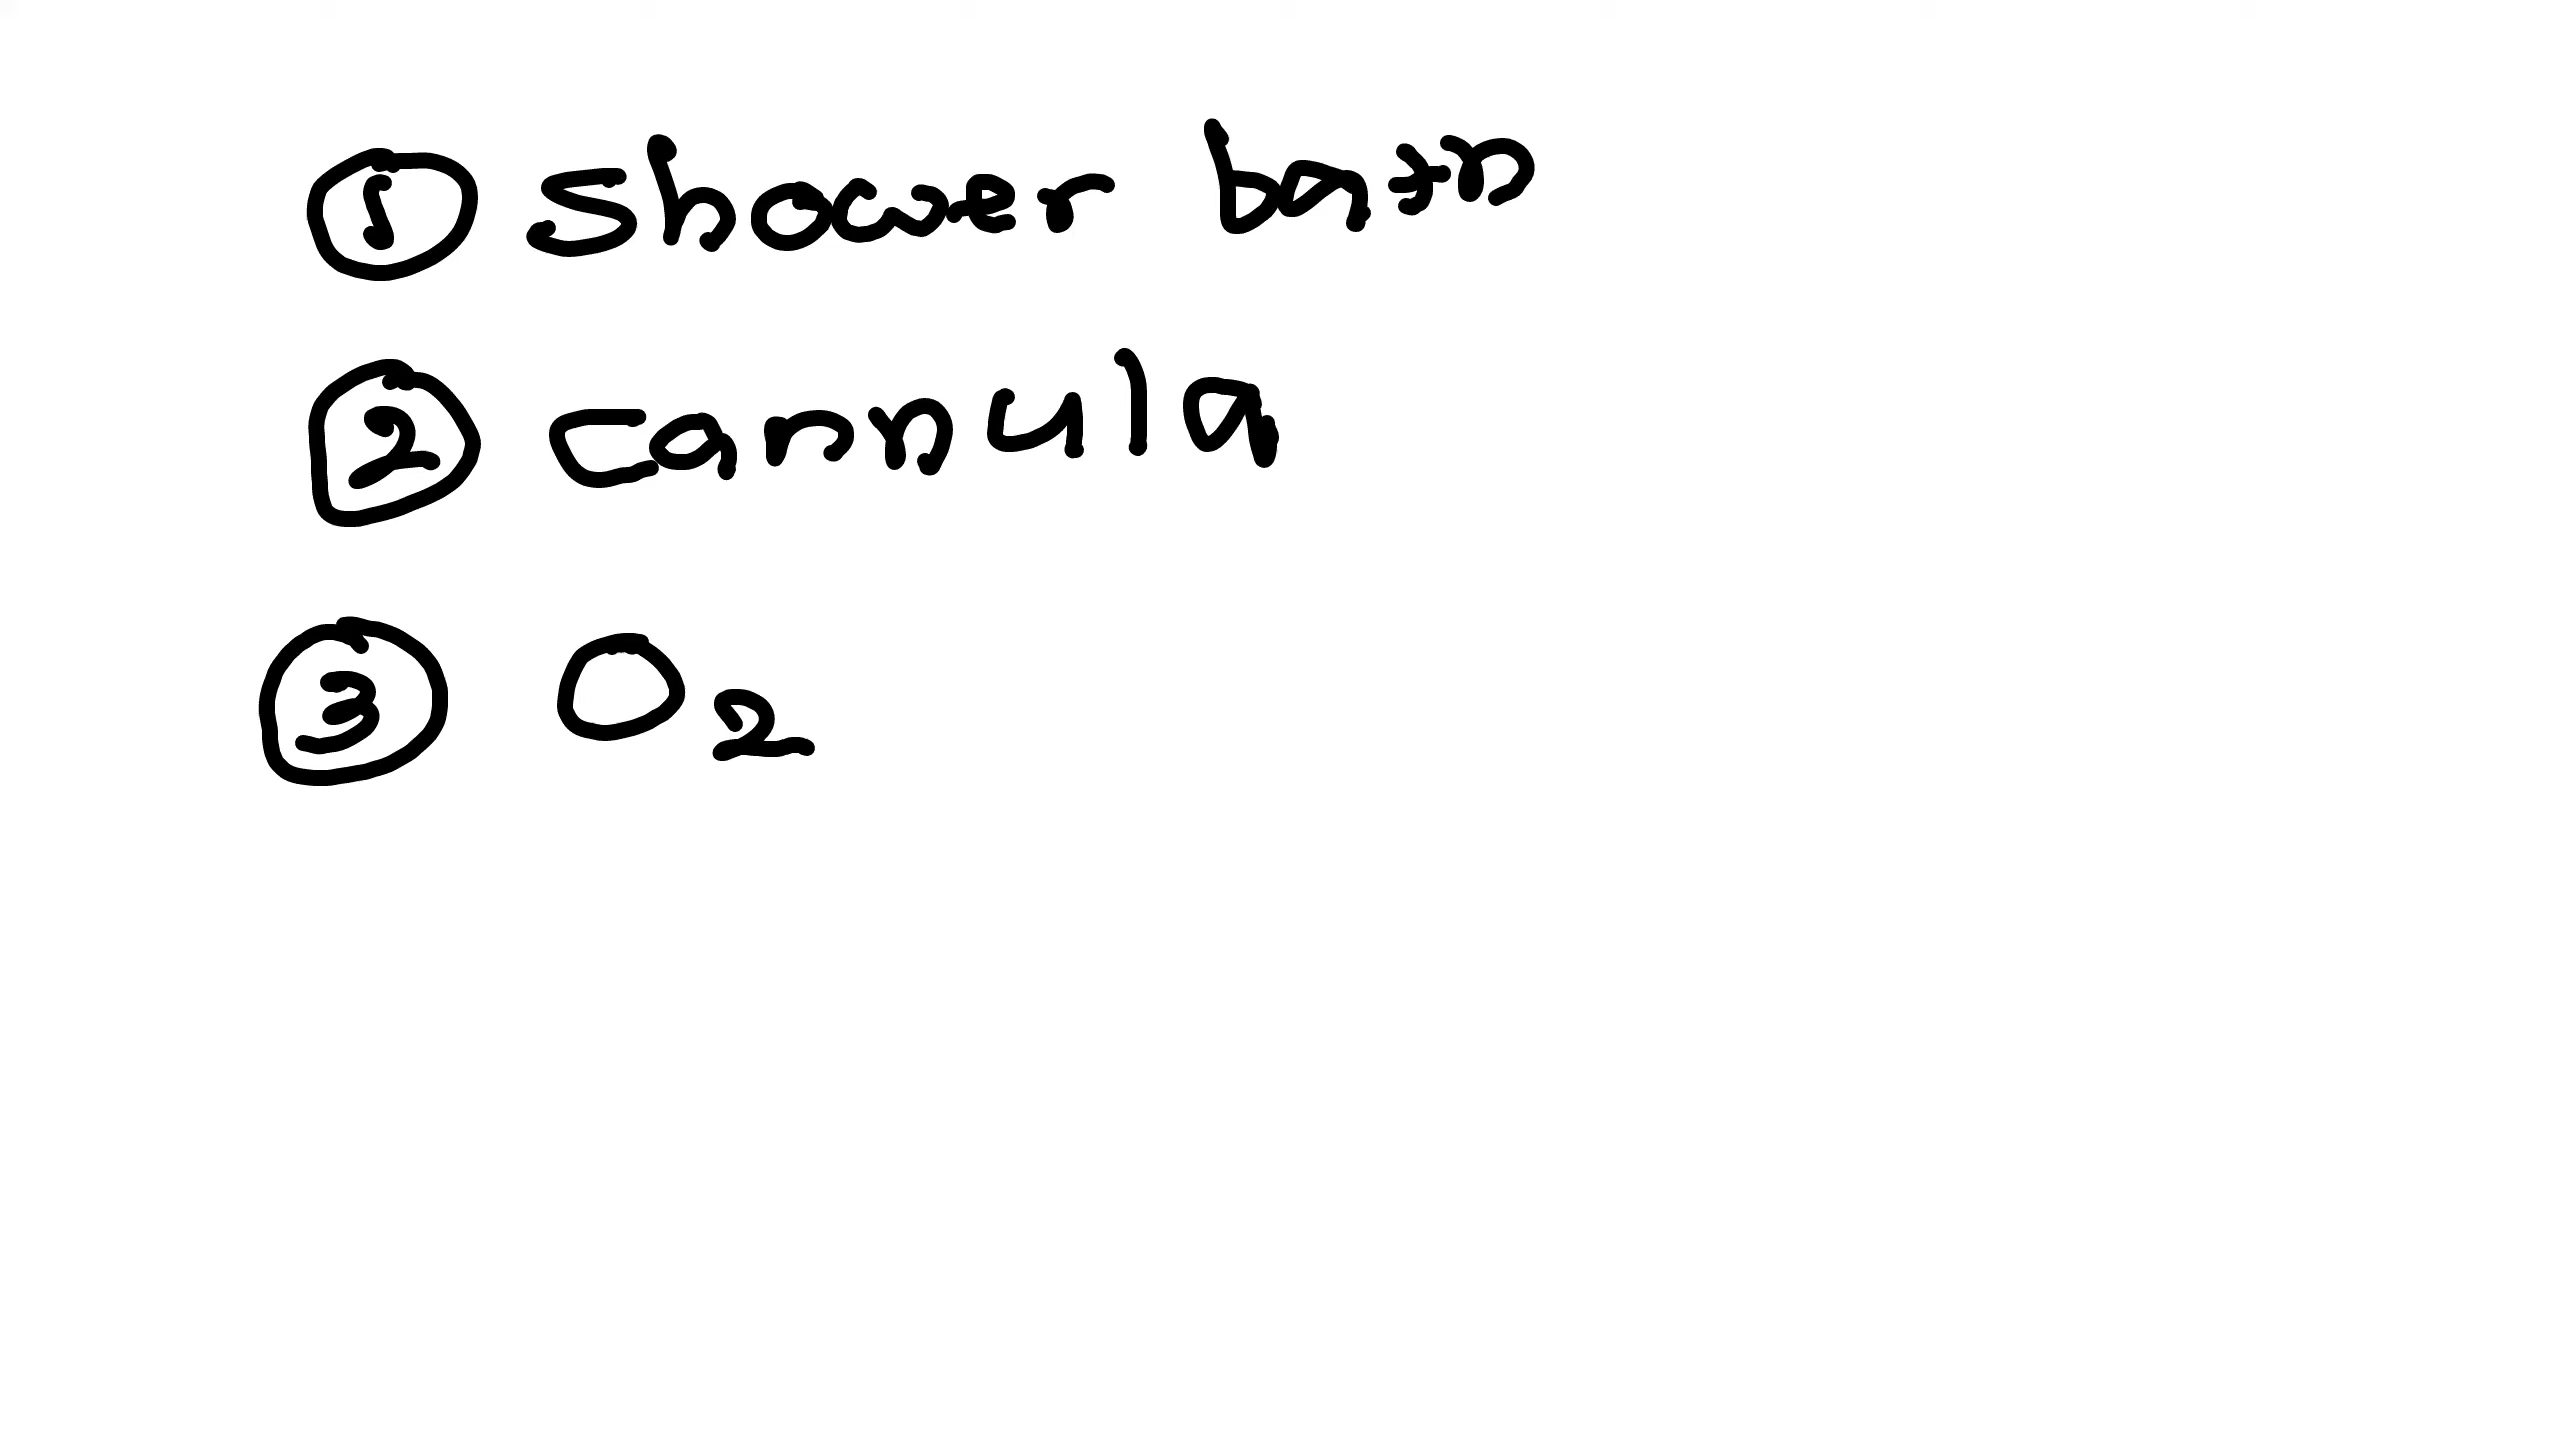 ① shower bath
② cannula
③ O₂